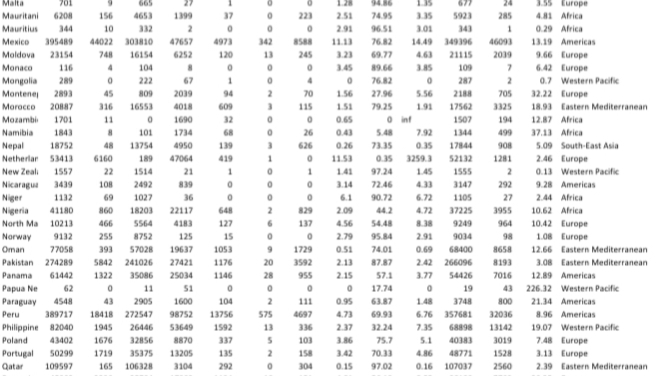 Malta 701 9 665 27 1 0 0 1.28 94.86 1.35 677 24 3.55 Europe
Mauritani 6208 156 4653 1399 37 0 223 2.51 74.95 3.35 5923 285 4.81 Africa
Mauritius 344 10 332 2 0 0 0 2.91 96.51 3.01 343 1 0.29 Africa
Mexico 395489 44022 303810 47657 4973 342 8588 11.13 76.82 14.49 349396 46093 13.19 Americas
Moldova 23154 748 16154 6252 120 13 245 3.23 69.77 4.63 21115 2039 9.66 Europe
Monaco 116 4 104 8 0 0 0 3.45 89.66 3.85 109 7 6.42 Europe
Mongolia 289 0 222 67 1 0 4 0 76.82 0 287 2 0.7 Western Pacific
Montene 2893 45 809 2039 94 2 70 1.56 27.96 5.56 2188 705 32.22 Europe
Morocco 20887 316 16553 4018 609 3 115 1.51 79.25 1.91 17562 3325 18.93 Eastern Mediterranean
Mozambi 1701 11 0 1690 32 0 0 0.65 0 inf 1507 194 12.87 Africa
Namibia 1843 8 101 1734 68 0 26 0.43 5.48 7.92 1344 499 37.13 Africa
Nepal 18752 48 13754 4950 139 3 626 0.26 73.35 0.35 17844 908 5.09 South-East Asia
Netherlar 53413 6160 189 47064 419 1 0 11.53 0.35 3259.3 52132 1281 2.46 Europe
New Zeal 1557 22 1514 21 1 0 1 1.41 97.24 1.45 1555 2 0.13 Western Pacific
Nicaragu 3439 108 2492 839 0 0 0 3.14 72.46 4.33 3147 292 9.28 Americas
Niger 1132 69 1027 36 0 0 0 6.1 90.72 6.72 1105 27 2.44 Africa
Nigeria 41180 860 18203 22117 648 2 829 2.09 44.2 4.72 37225 3955 10.62 Africa
North Ma 10213 466 5564 4183 127 6 137 4.56 54.48 8.38 9249 964 10.42 Europe
Norway 9132 255 8752 125 15 0 0 2.79 95.84 2.91 9034 98 1.08 Europe
Oman 77058 393 57028 19637 1053 9 1729 0.51 74.01 0.69 68400 8658 12.66 Eastern Mediterranean
Pakistan 274289 5842 241026 27421 1176 20 3592 2.13 87.87 2.42 266096 8193 3.08 Eastern Mediterranean
Panama 61442 1322 35086 25034 1146 28 955 2.15 57.1 3.77 54426 7016 12.89 Americas
Papua Ne 62 0 11 51 0 0 0 0 17.74 0 19 43 226.32 Western Pacific
Paraguay 4548 43 2905 1600 104 2 111 0.95 63.87 1.48 3748 800 21.34 Americas
Peru 389717 18418 272547 98752 13756 575 4697 4.73 69.93 6.76 357681 32036 8.96 Americas
Philippine 82040 1945 26446 53649 1592 13 336 2.37 32.24 7.35 68898 13142 19.07 Western Pacific
Poland 43402 1676 32856 8870 337 5 103 3.86 75.7 5.1 40383 3019 7.48 Europe
Portugal 50299 1719 35375 13205 135 2 158 3.42 70.33 4.86 48771 1528 3.13 Europe
Qatar 109597 165 106328 3104 292 0 304 0.15 97.02 0.16 107037 2560 2.39 Eastern Mediterranean